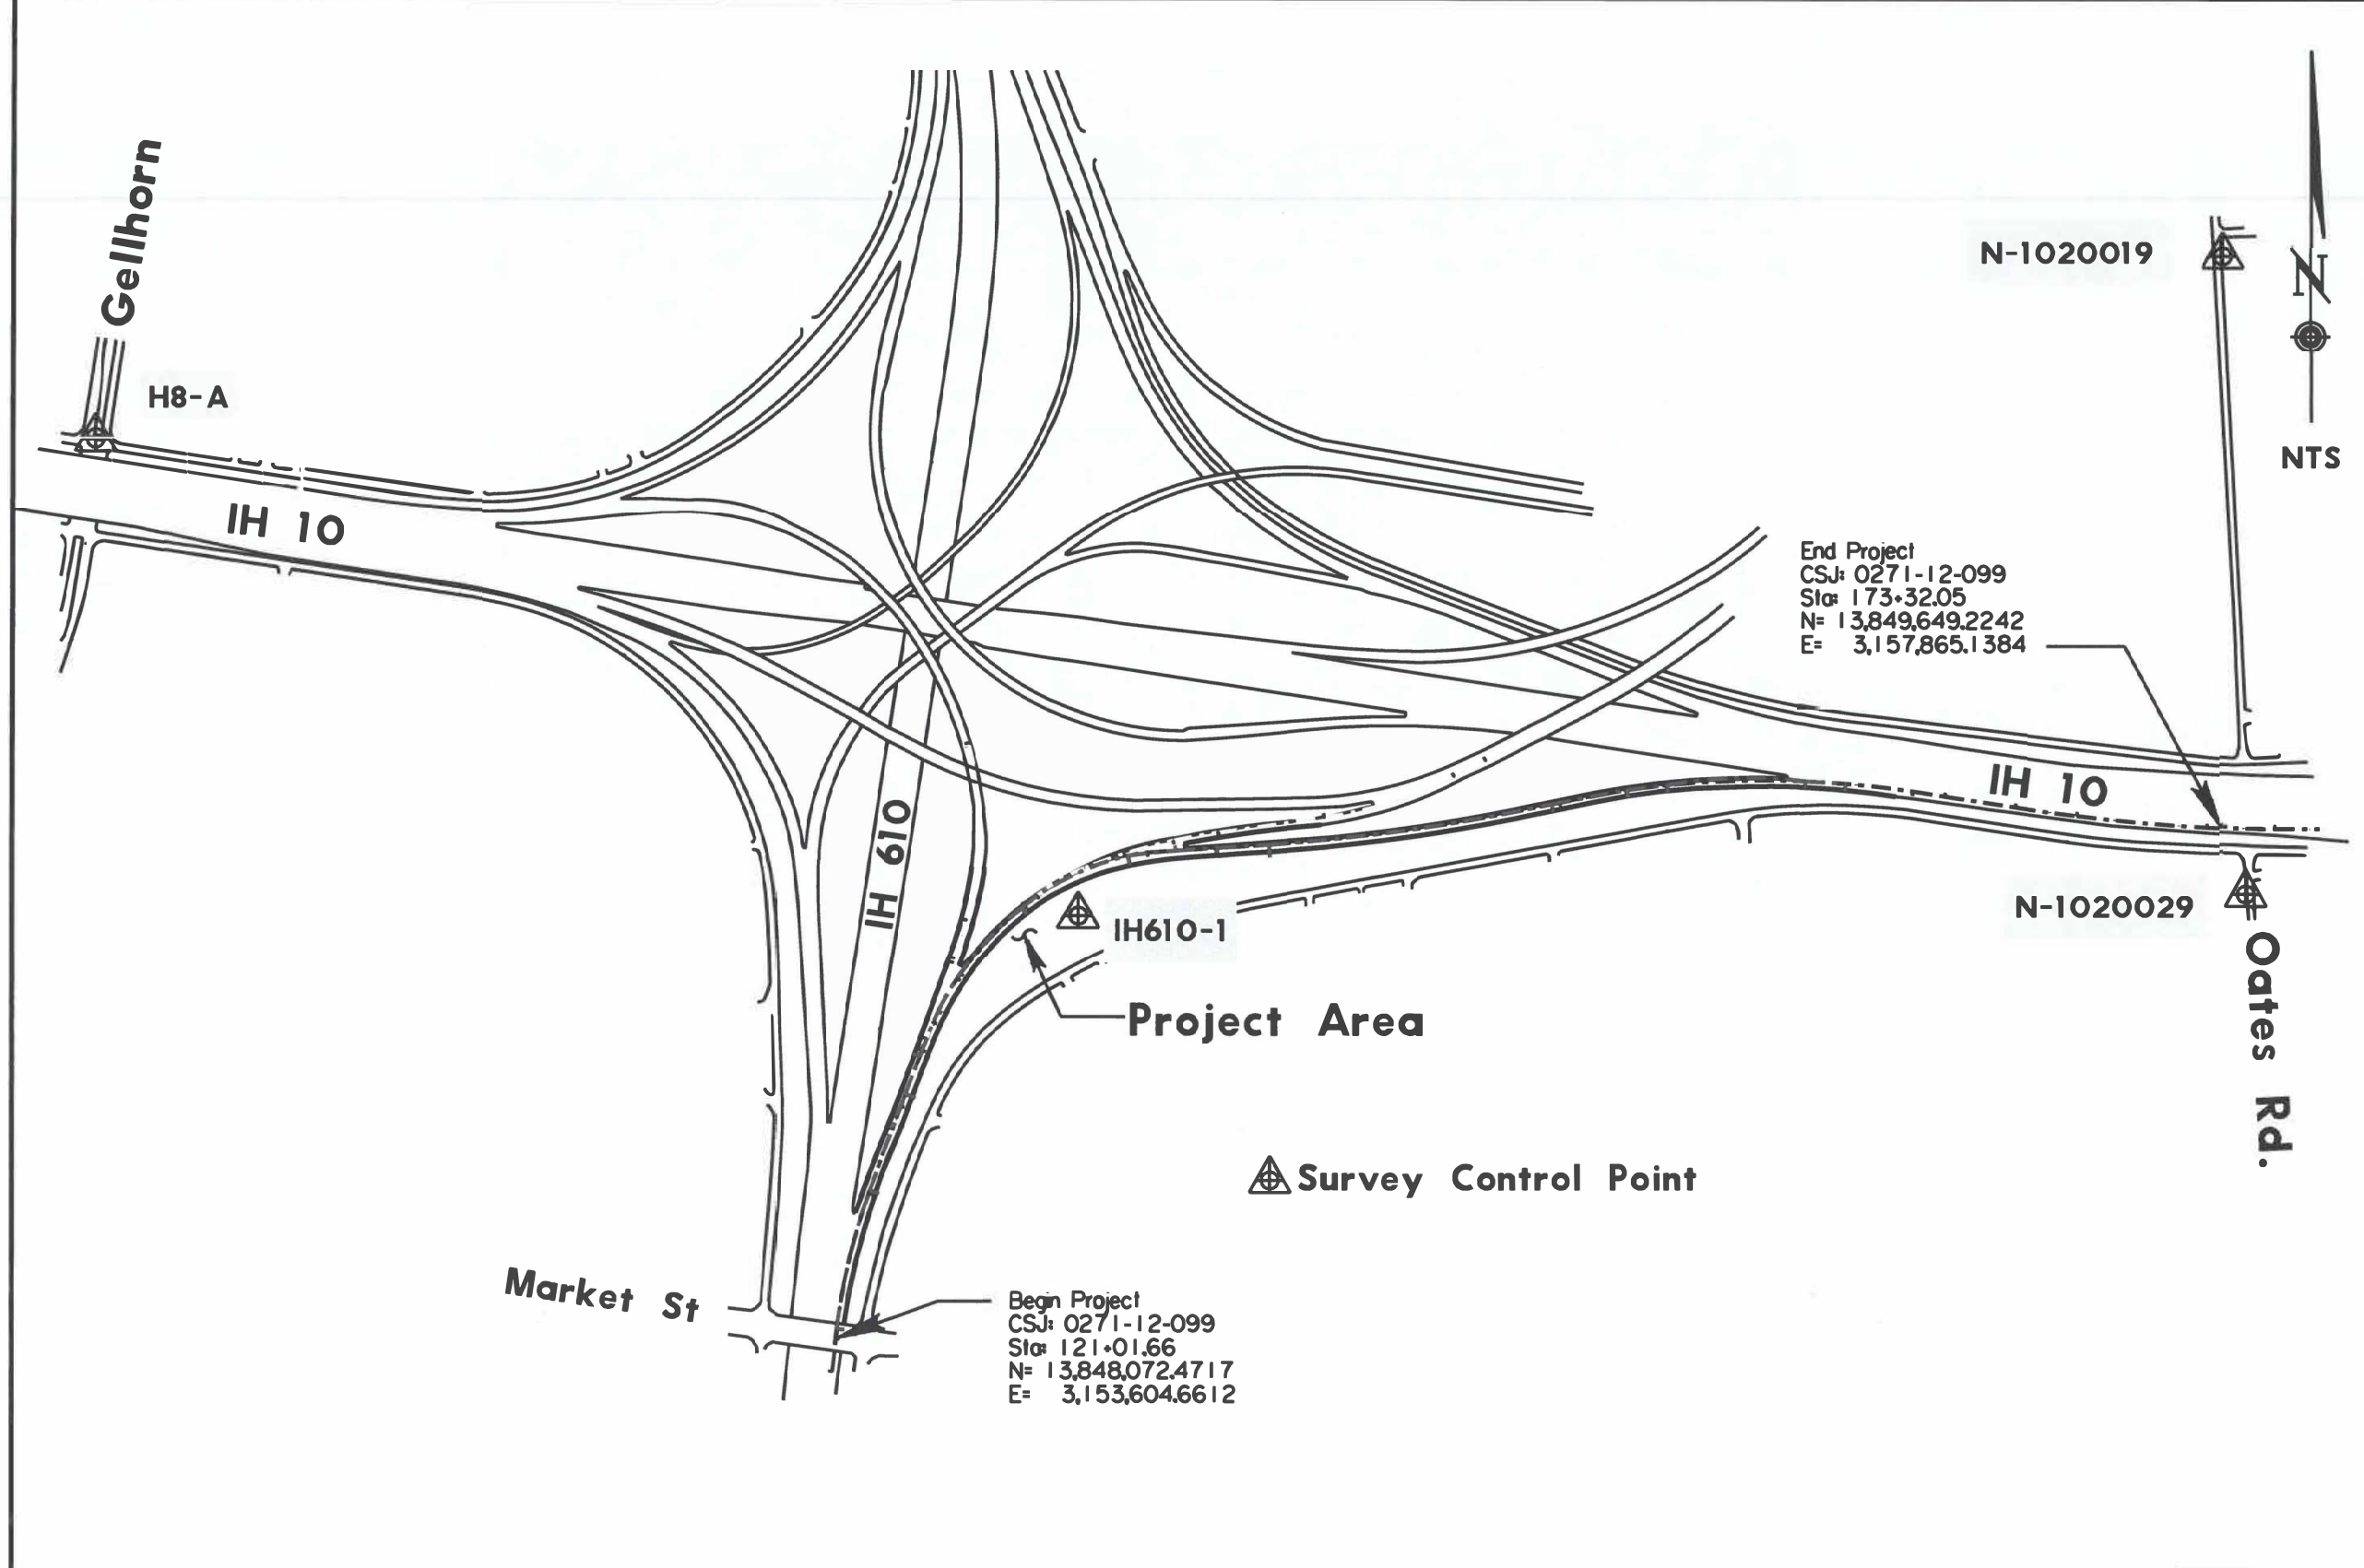 Gellhorn
N-1020019
N
H8-A
NTS
IH 10
End Project
CSJ: 0271-12-099
Sta: 173+32.05
N= 13,849,649.2242
E= 3,157,865.1384
IH 10
IH 610
N-1020029
IH610-1
Oates Rd.
Project Area
Survey Control Point
Market St
Begin Project
CSJ: 0271-12-099
Sta: 121+01.66
N= 13,848,072.4717
E= 3,153,604.6612